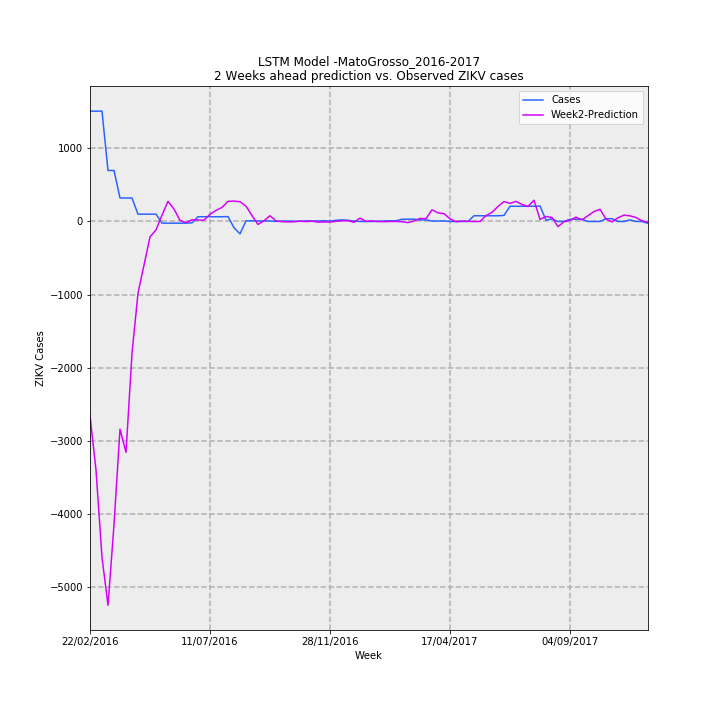 LSTM Model -MatoGrosso_2016-2017
2 Weeks ahead prediction vs. Observed ZIKV cases
Cases
Week2-Prediction
1000
0
−1000
−2000
−3000
−4000
−5000
ZIKV Cases
22/02/2016
11/07/2016
28/11/2016
17/04/2017
04/09/2017
Week